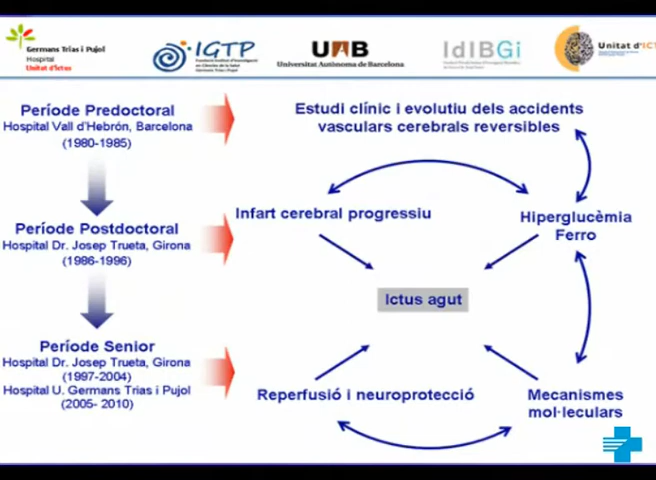 Germans Trias i Pujol
Hospital
Unitat d'Ictus
IGTP
UAB
Universitat Autònoma de Barcelona
IdIBGi
Unitat d'IC
Període Predoctoral
Hospital Vall d'Hebrón, Barcelona
(1980-1985)
Estudi clínic i evolutiu dels accidents
vasculars cerebrals reversibles
Període Postdoctoral
Hospital Dr. Josep Trueta, Girona
(1986-1996)
Infart cerebral progressiu
Hiperglucèmia
Ferro
Ictus agut
Període Senior
Hospital Dr. Josep Trueta, Girona
(1997-2004)
Hospital U. Germans Trias i Pujol
(2005- 2010)
Reperfusió i neuroprotecció
Mecanismes
mol·leculars